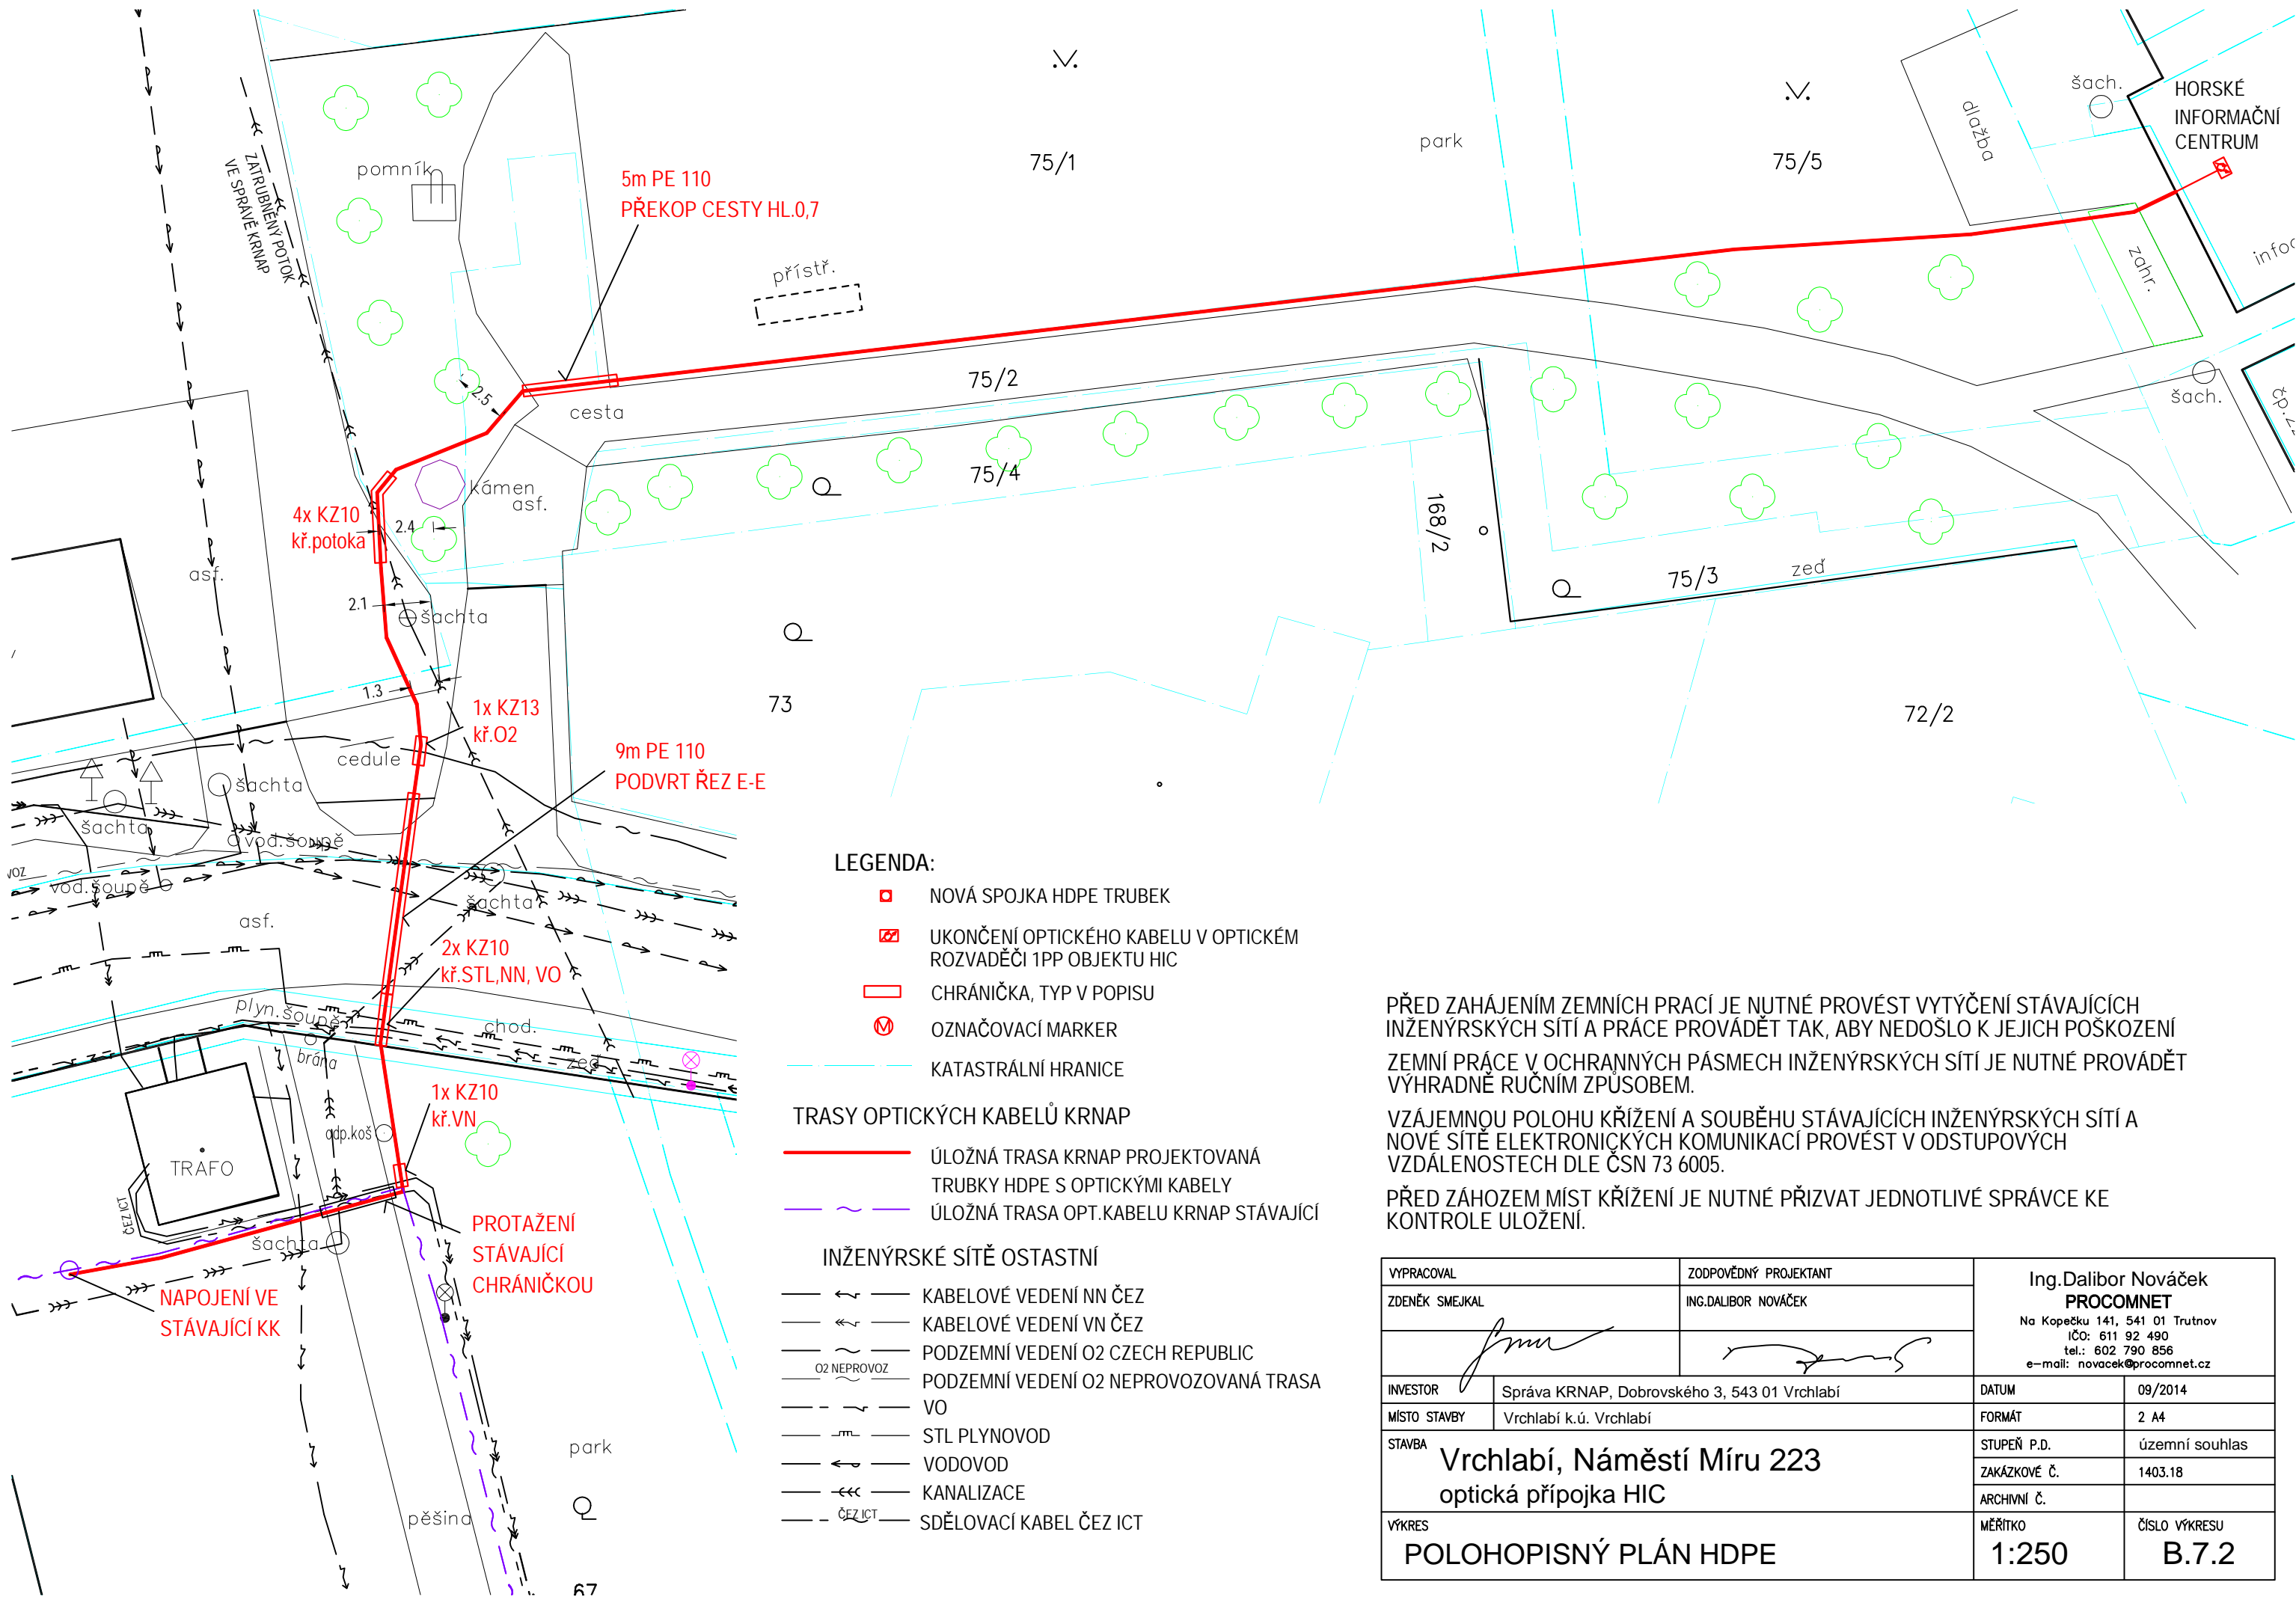 ZATRUBNĚNÝ POTOK
VE SPRÁVĚ KRNAP
pomník
5m PE 110
PŘEKOP CESTY HL.0,7
75/1
park
75/5
dlažba
šach.
HORSKÉ
INFORMAČNÍ
CENTRUM
přístř.
zahr.
2.5
cesta
75/2
šach.
75/4
kámen
asf.
4x KZ10
kř.potoka
2.4
168/2
75/3
zeď
asf.
2.1
šachta
1.3
73
72/2
1x KZ13
kř.O2
cedule
9m PE 110
PODVRT ŘEZ E-E
šachta
šachta
vod.šoupě
VOZ
vod.šoupě
šachta
asf.
2x KZ10
kř.STL,NN, VO
plyn.šoupě
chod.
brána
zeď
1x KZ10
kř.VN
odp.koš
TRAFO
ČEZ ICT
šachta
PROTAŽENÍ
STÁVAJÍCÍ
CHRÁNIČKOU
NAPOJENÍ VE
STÁVAJÍCÍ KK
park
pěšina
67
LEGENDA:
NOVÁ SPOJKA HDPE TRUBEK
UKONČENÍ OPTICKÉHO KABELU V OPTICKÉM
ROZVADĚČI 1PP OBJEKTU HIC
CHRÁNIČKA, TYP V POPISU
OZNAČOVACÍ MARKER
KATASTRÁLNÍ HRANICE
TRASY OPTICKÝCH KABELŮ KRNAP
ÚLOŽNÁ TRASA KRNAP PROJEKTOVANÁ
TRUBKY HDPE S OPTICKÝMI KABELY
ÚLOŽNÁ TRASA OPT.KABELU KRNAP STÁVAJÍCÍ
INŽENÝRSKÉ SÍTĚ OSTASTNÍ
KABELOVÉ VEDENÍ NN ČEZ
KABELOVÉ VEDENÍ VN ČEZ
PODZEMNÍ VEDENÍ O2 CZECH REPUBLIC
O2 NEPROVOZ
PODZEMNÍ VEDENÍ O2 NEPROVOZOVANÁ TRASA
VO
STL PLYNOVOD
VODOVOD
KANALIZACE
ČEZ ICT
SDĚLOVACÍ KABEL ČEZ ICT
PŘED ZAHÁJENÍM ZEMNÍCH PRACÍ JE NUTNÉ PROVÉST VYTÝČENÍ STÁVAJÍCÍCH
INŽENÝRSKÝCH SÍTÍ A PRÁCE PROVÁDĚT TAK, ABY NEDOŠLO K JEJICH POŠKOZENÍ
ZEMNÍ PRÁCE V OCHRANNÝCH PÁSMECH INŽENÝRSKÝCH SÍTÍ JE NUTNÉ PROVÁDĚT
VÝHRADNĚ RUČNÍM ZPŮSOBEM.
VZÁJEMNOU POLOHU KŘÍŽENÍ A SOUBĚHU STÁVAJÍCÍCH INŽENÝRSKÝCH SÍTÍ A
NOVÉ SÍTĚ ELEKTRONICKÝCH KOMUNIKACÍ PROVÉST V ODSTUPOVÝCH
VZDÁLENOSTECH DLE ČSN 73 6005.
PŘED ZÁHOZEM MÍST KŘÍŽENÍ JE NUTNÉ PŘIZVAT JEDNOTLIVÉ SPRÁVCE KE
KONTROLE ULOŽENÍ.
VYPRACOVAL
ZODPOVĚDNÝ PROJEKTANT
ZDENĚK SMEJKAL
ING.DALIBOR NOVÁČEK
Ing.Dalibor Nováček
PROCOMNET
Na Kopečku 141, 541 01 Trutnov
IČO: 611 92 490
tel.: 602 790 856
e-mail: novacek@procomnet.cz
INVESTOR
Správa KRNAP, Dobrovského 3, 543 01 Vrchlabí
DATUM
09/2014
MÍSTO STAVBY
Vrchlabí k.ú. Vrchlabí
FORMÁT
2 A4
STAVBA
Vrchlabí, Náměstí Míru 223
optická přípojka HIC
STUPEŇ P.D.
územní souhlas
ZAKÁZKOVÉ Č.
1403.18
ARCHIVNÍ Č.
VÝKRES
POLOHOPISNÝ PLÁN HDPE
MĚŘÍTKO
1:250
ČÍSLO VÝKRESU
B.7.2